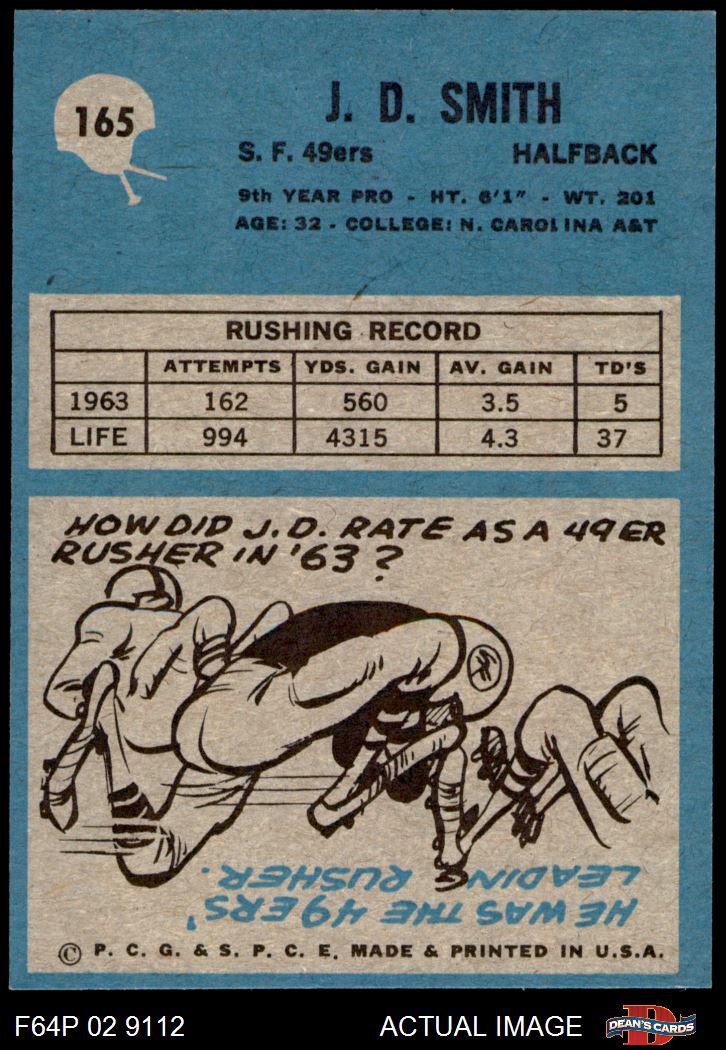 165
J. D. SMITH
S. F. 49ers HALFBACK
9th YEAR PRO - HT. 6'1" - WT. 201
AGE: 32 - COLLEGE: N. CAROLINA A&T
RUSHING RECORD
ATTEMPTS YDS. GAIN AV. GAIN TD'S
1963 162 560 3.5 5
LIFE 994 4315 4.3 37
HOW DID J.D. RATE AS A 49ER
RUSHER IN '63?
HE WAS THE 49ERS'
LEADING RUSHER.
© P. C. G. & S. P. C. E. MADE & PRINTED IN U.S.A.
F64P 02 9112 ACTUAL IMAGE D DEAN'S CARDS